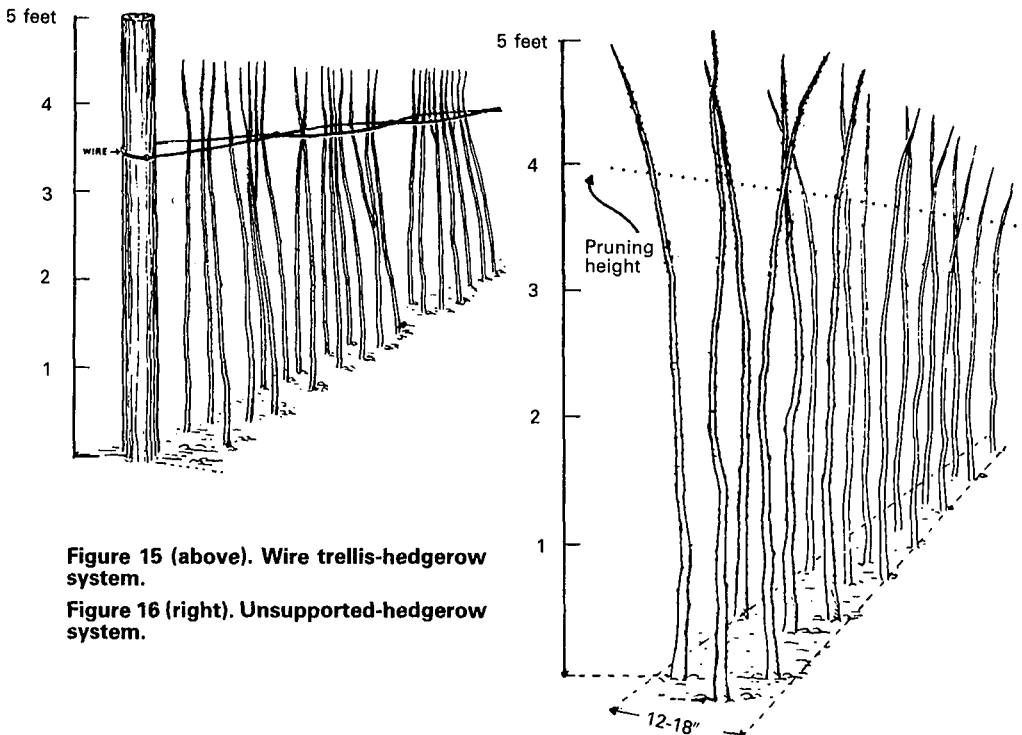 5 feet
4
WIRE
3
2
1
Figure 15 (above). Wire trellis-hedgerow
system.
Figure 16 (right). Unsupported-hedgerow
system.
5 feet
4
Pruning
height
3
2
1
12-18"